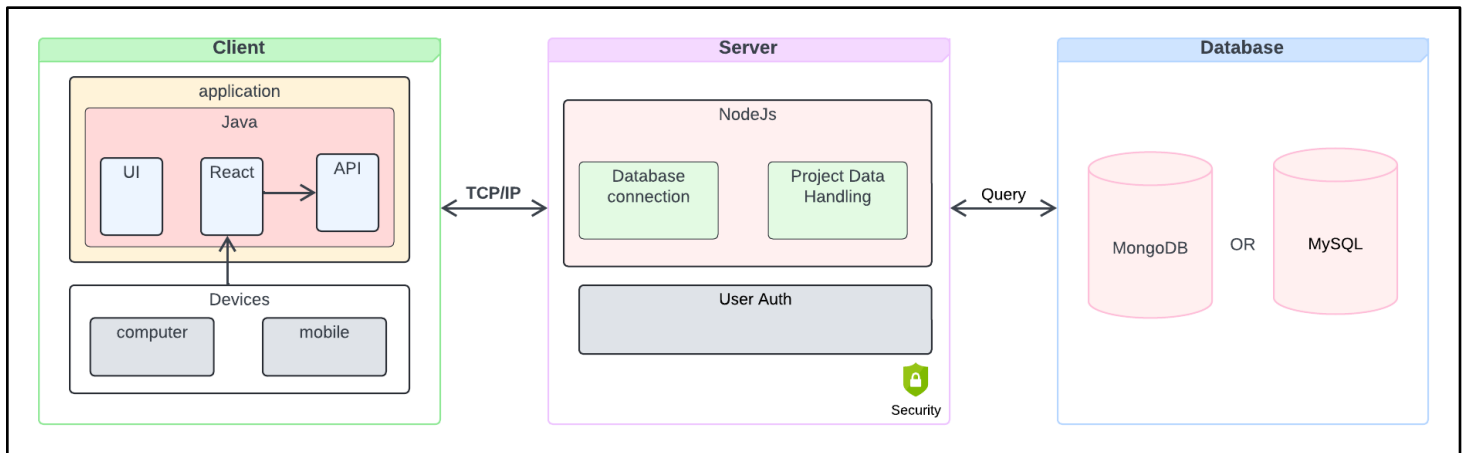 Client
application
Java
UI
React
API
Devices
computer
mobile
TCP/IP
Server
NodeJs
Database
connection
Project Data
Handling
User Auth
Security
Query
Database
MongoDB
OR
MySQL